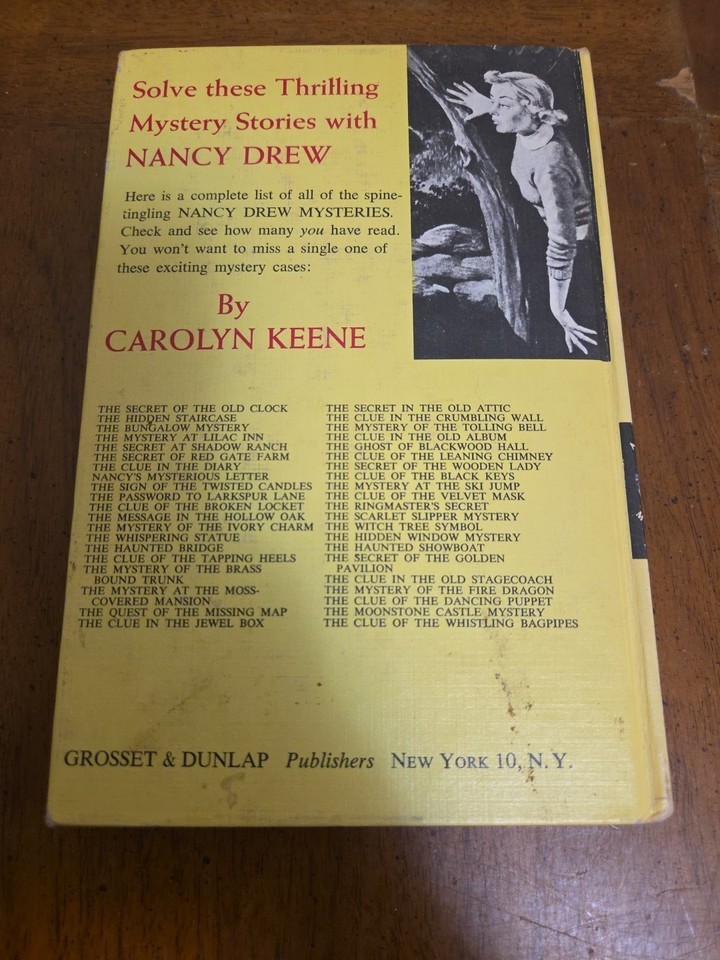 Solve these Thrilling
Mystery Stories with
NANCY DREW
Here is a complete list of all of the spine-
tingling NANCY DREW MYSTERIES.
Check and see how many you have read.
You won't want to miss a single one of
these exciting mystery cases:
By
CAROLYN KEENE
THE SECRET OF THE OLD CLOCK
THE HIDDEN STAIRCASE
THE BUNGALOW MYSTERY
THE MYSTERY AT LILAC INN
THE SECRET AT SHADOW RANCH
THE SECRET OF RED GATE FARM
THE CLUE IN THE DIARY
NANCY'S MYSTERIOUS LETTER
THE SIGN OF THE TWISTED CANDLES
THE PASSWORD TO LARKSPUR LANE
THE CLUE OF THE BROKEN LOCKET
THE MESSAGE IN THE HOLLOW OAK
THE MYSTERY OF THE IVORY CHARM
THE WHISPERING STATUE
THE HAUNTED BRIDGE
THE CLUE OF THE TAPPING HEELS
THE MYSTERY OF THE BRASS
BOUND TRUNK
THE MYSTERY AT THE MOSS-
COVERED MANSION
THE QUEST OF THE MISSING MAP
THE CLUE IN THE JEWEL BOX
THE SECRET IN THE OLD ATTIC
THE CLUE IN THE CRUMBLING WALL
THE MYSTERY OF THE TOLLING BELL
THE CLUE IN THE OLD ALBUM
THE GHOST OF BLACKWOOD HALL
THE CLUE OF THE LEANING CHIMNEY
THE SECRET OF THE WOODEN LADY
THE CLUE OF THE BLACK KEYS
THE MYSTERY AT THE SKI JUMP
THE CLUE OF THE VELVET MASK
THE RINGMASTER'S SECRET
THE SCARLET SLIPPER MYSTERY
THE WITCH TREE SYMBOL
THE HIDDEN WINDOW MYSTERY
THE HAUNTED SHOWBOAT
THE SECRET OF THE GOLDEN
PAVILION
THE CLUE IN THE OLD STAGECOACH
THE MYSTERY OF THE FIRE DRAGON
THE CLUE OF THE DANCING PUPPET
THE MOONSTONE CASTLE MYSTERY
THE CLUE OF THE WHISTLING BAGPIPES
GROSSET & DUNLAP Publishers NEW YORK 10, N.Y.